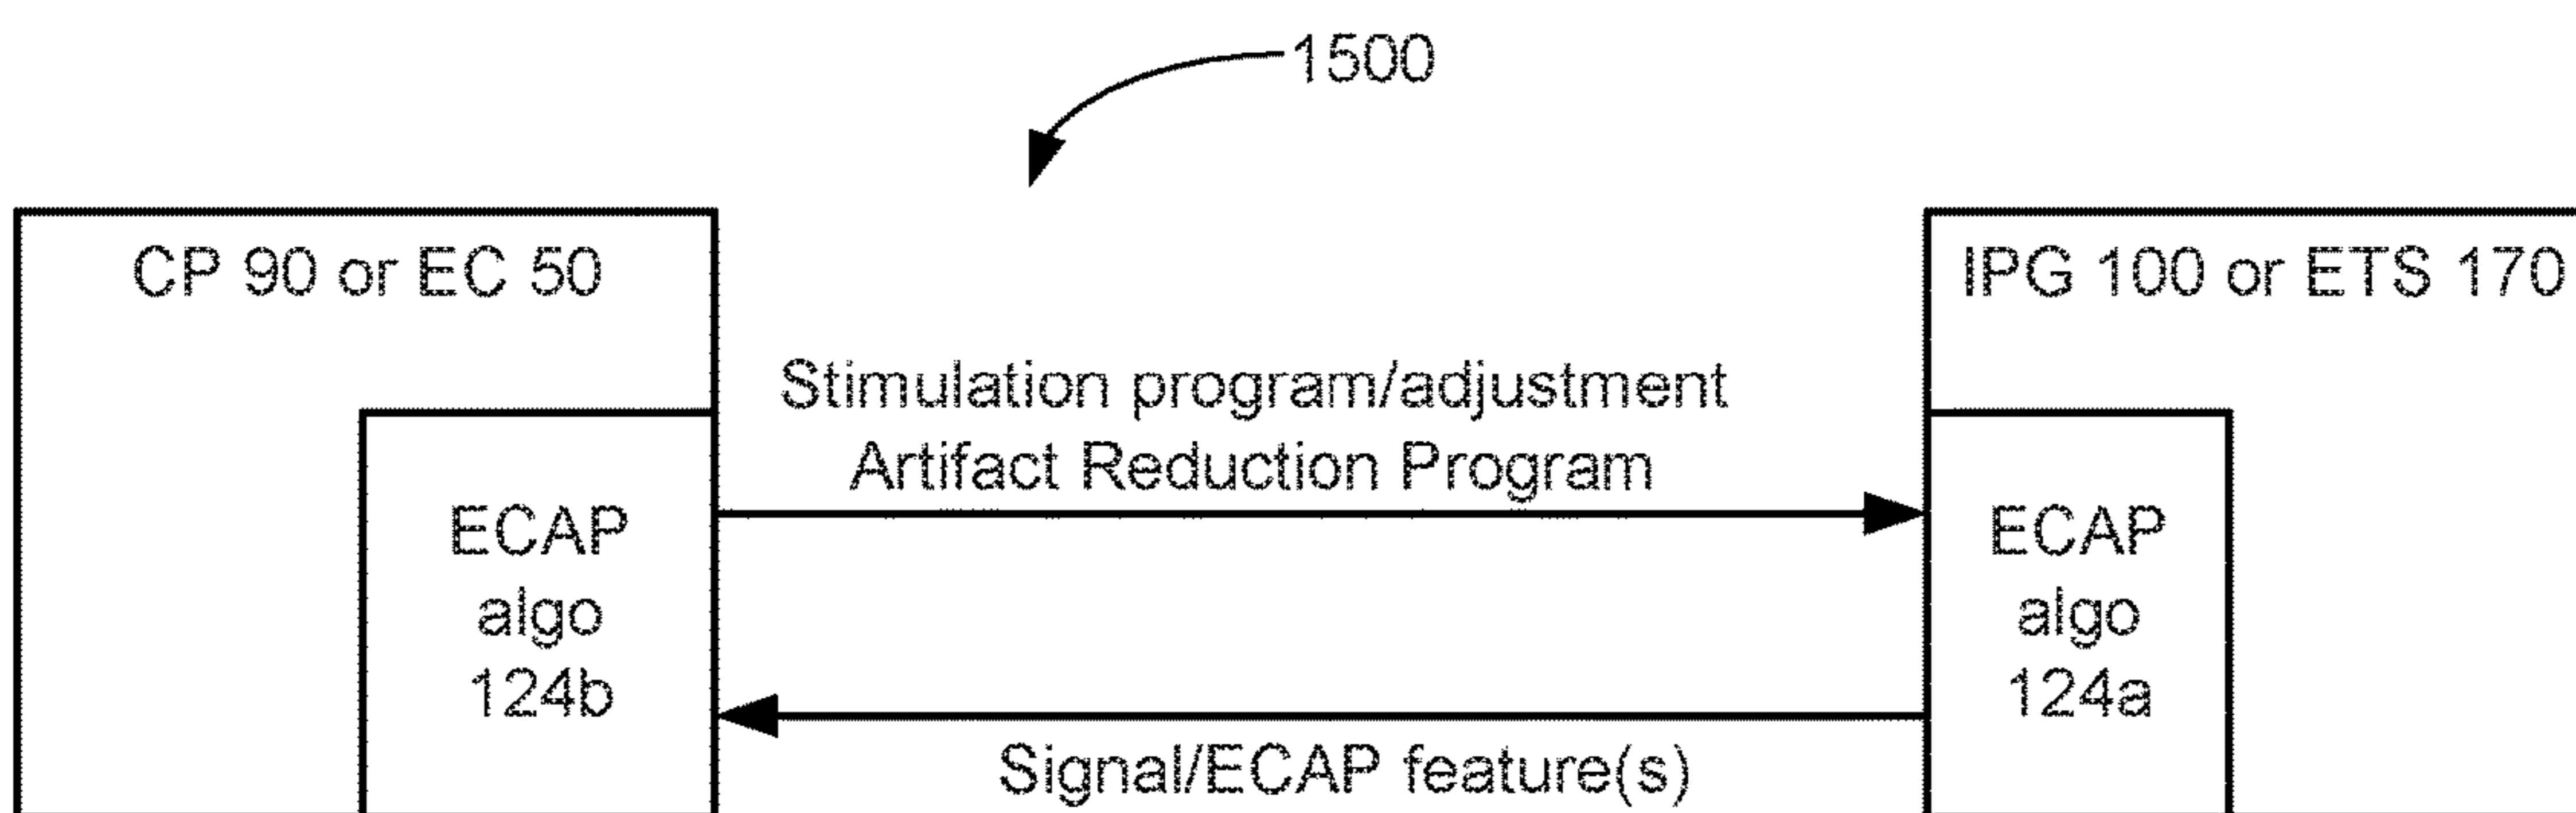 1500
CP 90 or EC 50
IPG 100 or ETS 170
Stimulation program/adjustment
Artifact Reduction Program
ECAP
algo
124b
ECAP
algo
124a
Signal/ECAP feature(s)